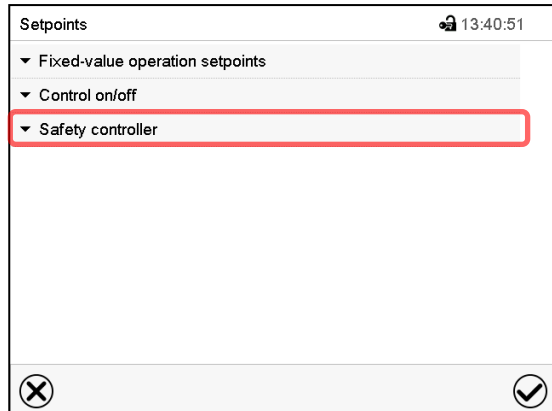 Setpoints 13:40:51
Fixed-value operation setpoints
Control on/off
Safety controller